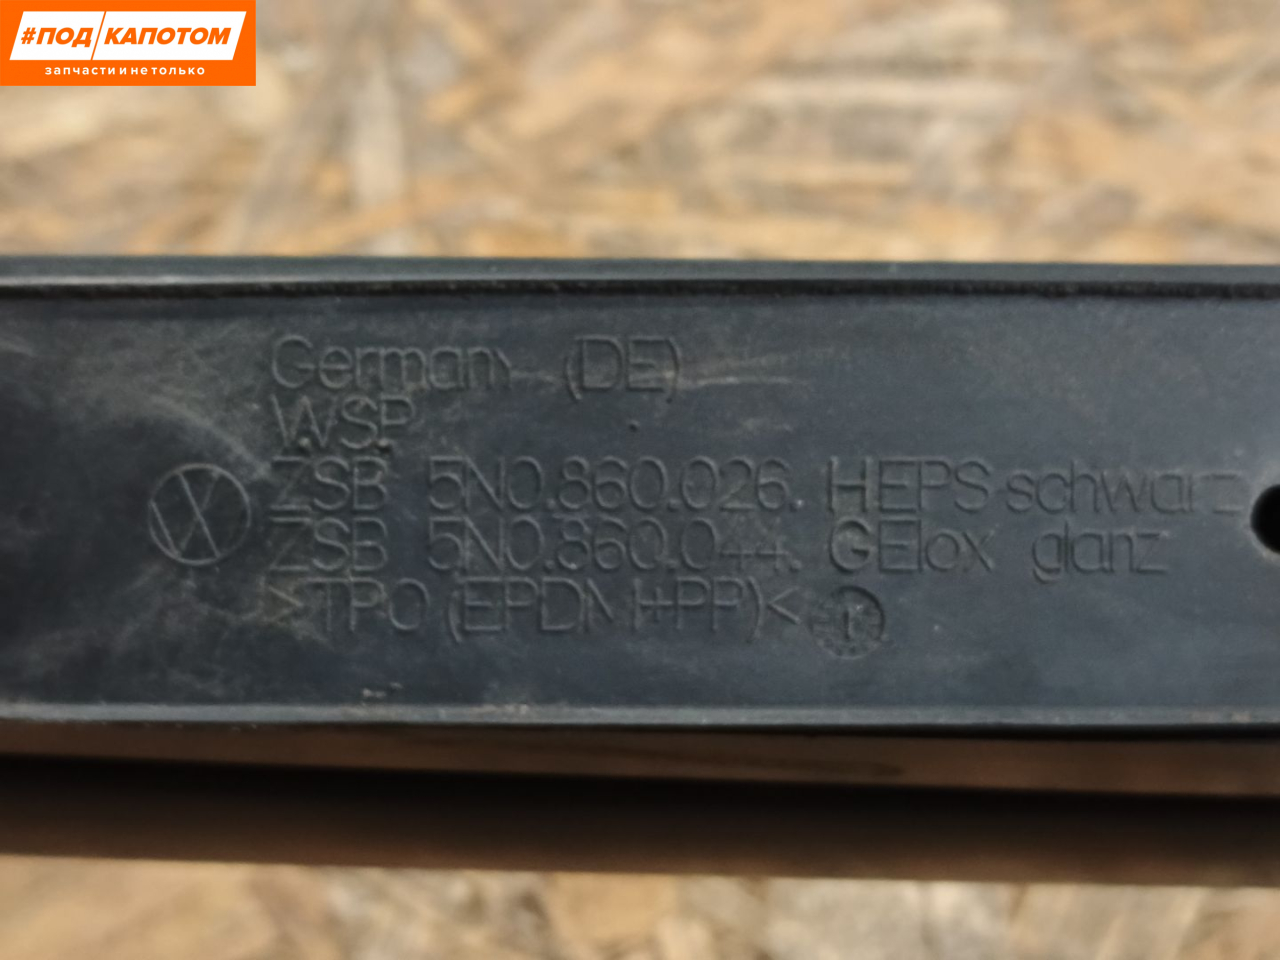 #ПОД КАПОТОМ
запчасти и не только
Germany (DE)
WSP
ZSB 5N0.860.026. HEPS schwarz
ZSB 5N0.860.044. GElox glanz
>TPO (EPDM+PP)<